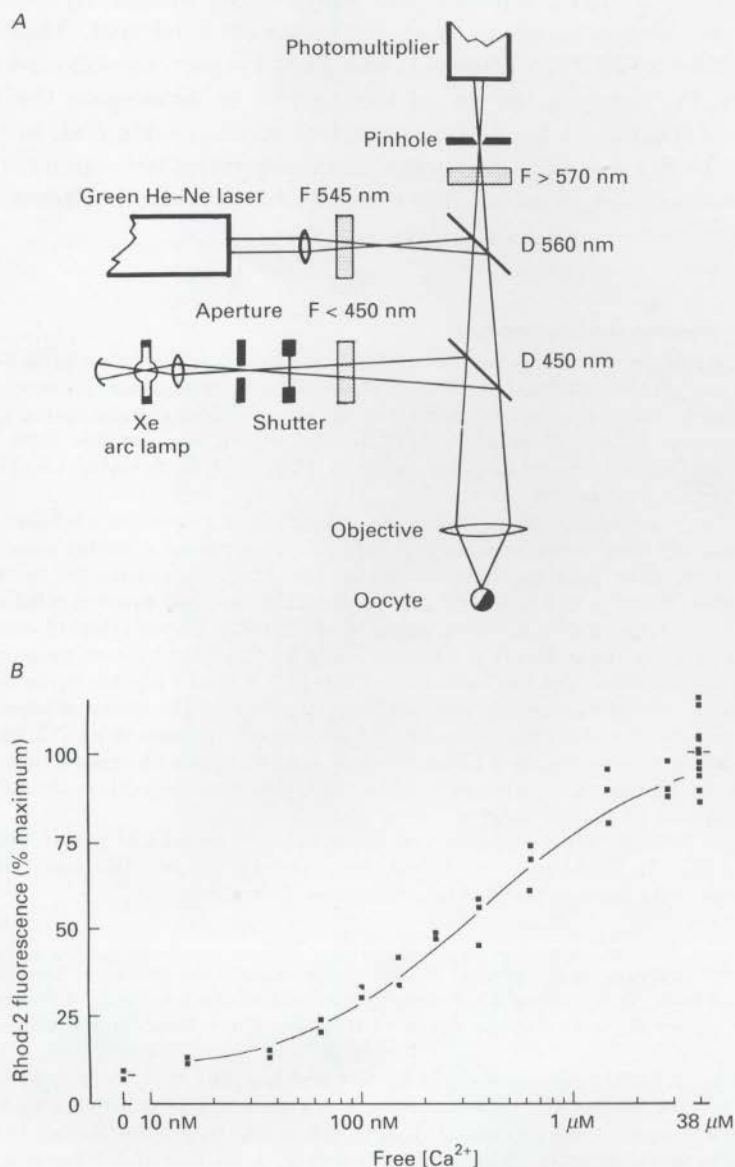 A
Photomultiplier
Pinhole
F > 570 nm
Green He–Ne laser F 545 nm
D 560 nm
Aperture F < 450 nm
D 450 nm
Xe
arc lamp
Shutter
Objective
Oocyte
B
Rhod-2 fluorescence (% maximum)
100
75
50
25
0
0 10 nM 100 nM 1 μM 38 μM
Free [Ca²⁺]